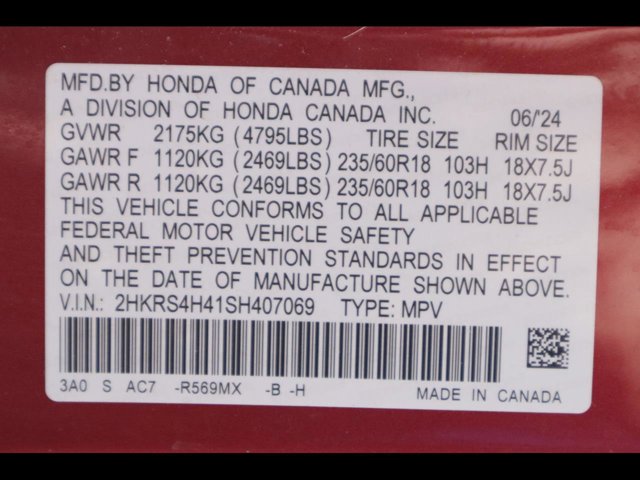 MFD.BY HONDA OF CANADA MFG.,
A DIVISION OF HONDA CANADA INC. 06/'24
GVWR 2175KG (4795LBS) TIRE SIZE RIM SIZE
GAWR F 1120KG (2469LBS) 235/60R18 103H 18X7.5J
GAWR R 1120KG (2469LBS) 235/60R18 103H 18X7.5J
THIS VEHICLE CONFORMS TO ALL APPLICABLE
FEDERAL MOTOR VEHICLE SAFETY
AND THEFT PREVENTION STANDARDS IN EFFECT
ON THE DATE OF MANUFACTURE SHOWN ABOVE.
V.I.N.: 2HKRS4H41SH407069 TYPE: MPV
3A0 S AC7 -R569MX -B -H MADE IN CANADA